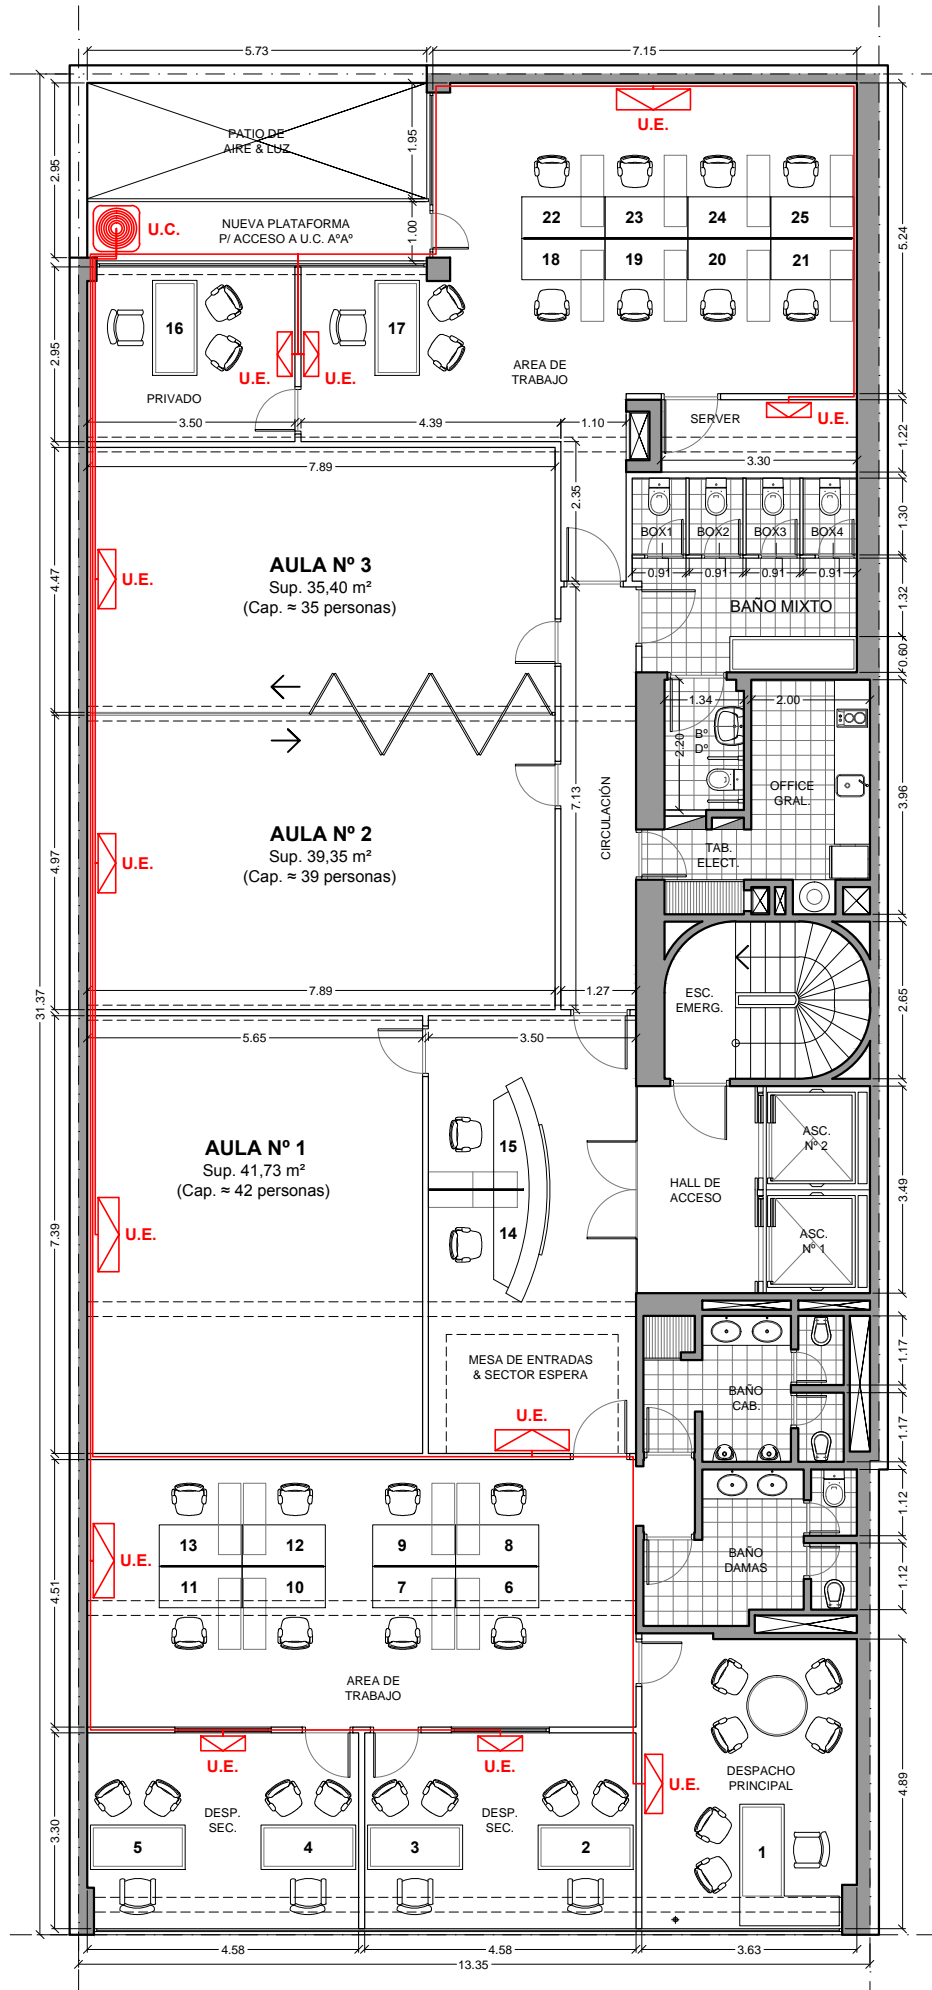 5.73
7.15
PATIO DE
AIRE & LUZ
1.95
2.95
U.E.
5.24
U.C.
NUEVA PLATAFORMA
P/ ACCESO A U.C. AºAº
1.00
22
23
24
25
18
19
20
21
16
17
2.95
U.E.
U.E.
AREA DE
TRABAJO
PRIVADO
3.50
4.39
1.10
SERVER
U.E.
1.22
7.89
3.30
2.35
BOX1
BOX2
BOX3
BOX4
1.30
0.91
0.91
0.91
0.91
AULA Nº 3
Sup. 35,40 m²
(Cap. ≈ 35 personas)
U.E.
4.47
BAÑO MIXTO
1.32
0.60
1.34
2.00
2.20
Bº
Dº
OFFICE
GRAL.
3.96
7.13
CIRCULACIÓN
AULA Nº 2
Sup. 39,35 m²
(Cap. ≈ 39 personas)
U.E.
4.97
TAB.
ELECT.
7.89
1.27
31.37
ESC.
EMERG.
2.65
5.65
3.50
AULA Nº 1
Sup. 41,73 m²
(Cap. ≈ 42 personas)
U.E.
7.39
15
14
HALL DE
ACCESO
ASC.
Nº 2
ASC.
Nº 1
3.49
MESA DE ENTRADAS
& SECTOR ESPERA
U.E.
BAÑO
CAB.
1.17
1.17
13
12
9
8
11
10
7
6
U.E.
4.51
BAÑO
DAMAS
1.12
1.12
AREA DE
TRABAJO
U.E.
U.E.
U.E.
DESPACHO
PRINCIPAL
4.89
DESP.
SEC.
DESP.
SEC.
3.30
5
4
3
2
1
4.58
4.58
3.63
13.35